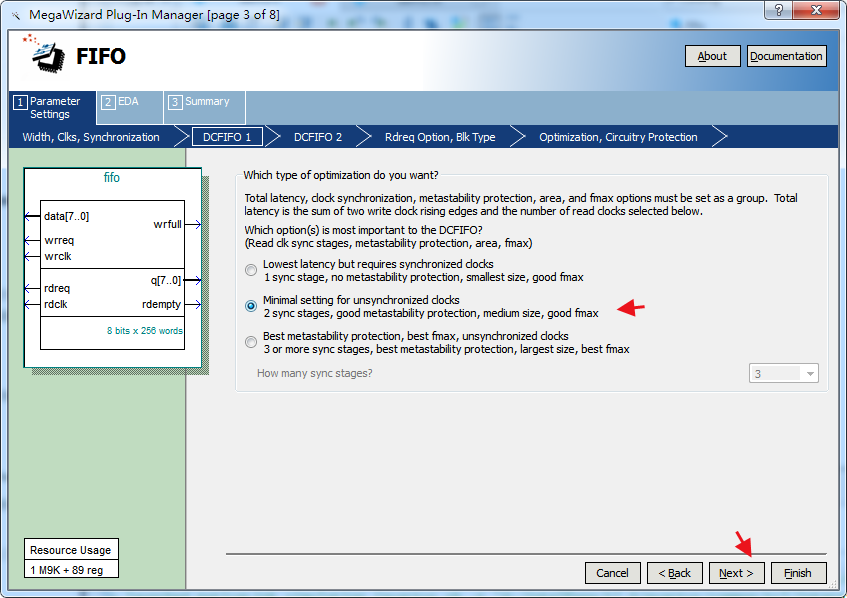 MegaWizard Plug-In Manager [page 3 of 8]
?
FIFO
About
Documentation
1 Parameter Settings
2 EDA
3 Summary
Width, Clks, Synchronization
DCFIFO 1
DCFIFO 2
Rdreq Option, Blk Type
Optimization, Circuitry Protection
fifo
data[7..0]
wrfull
wrreq
wrclk
q[7..0]
rdreq
rdclk
rdempty
8 bits x 256 words
Which type of optimization do you want?
Total latency, clock synchronization, metastability protection, area, and fmax options must be set as a group. Total
latency is the sum of two write clock rising edges and the number of read clocks selected below.
Which option(s) is most important to the DCFIFO?
(Read clk sync stages, metastability protection, area, fmax)
Lowest latency but requires synchronized clocks
1 sync stage, no metastability protection, smallest size, good fmax
Minimal setting for unsynchronized clocks
2 sync stages, good metastability protection, medium size, good fmax
Best metastability protection, best fmax, unsynchronized clocks
3 or more sync stages, best metastability protection, largest size, best fmax
How many sync stages?
3
Resource Usage
1 M9K + 89 reg
Cancel
< Back
Next >
Finish